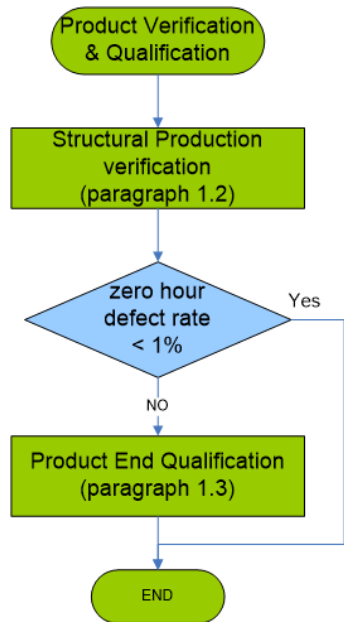 Product Verification
& Qualification
Structural Production
verification
(paragraph 1.2)
zero hour
defect rate
< 1%
Yes
NO
Product End Qualification
(paragraph 1.3)
END